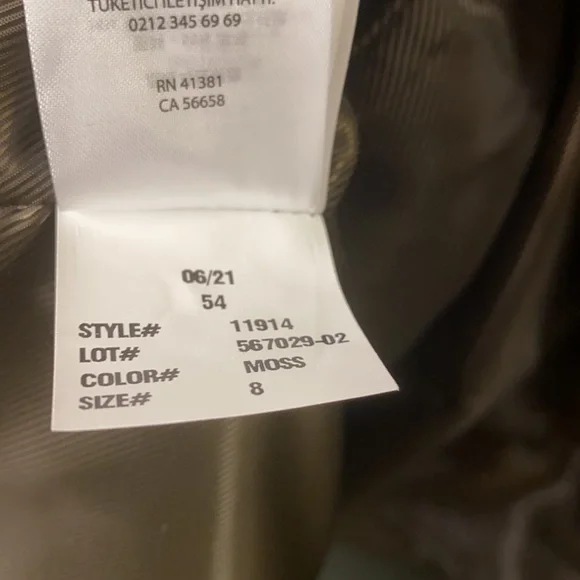 TÜKETİCİ İLETİŞİM HATTI:
0212 345 69 69
RN 41381
CA 56658
06/21
54
STYLE# 11914
LOT# 567029-02
COLOR# MOSS
SIZE# 8